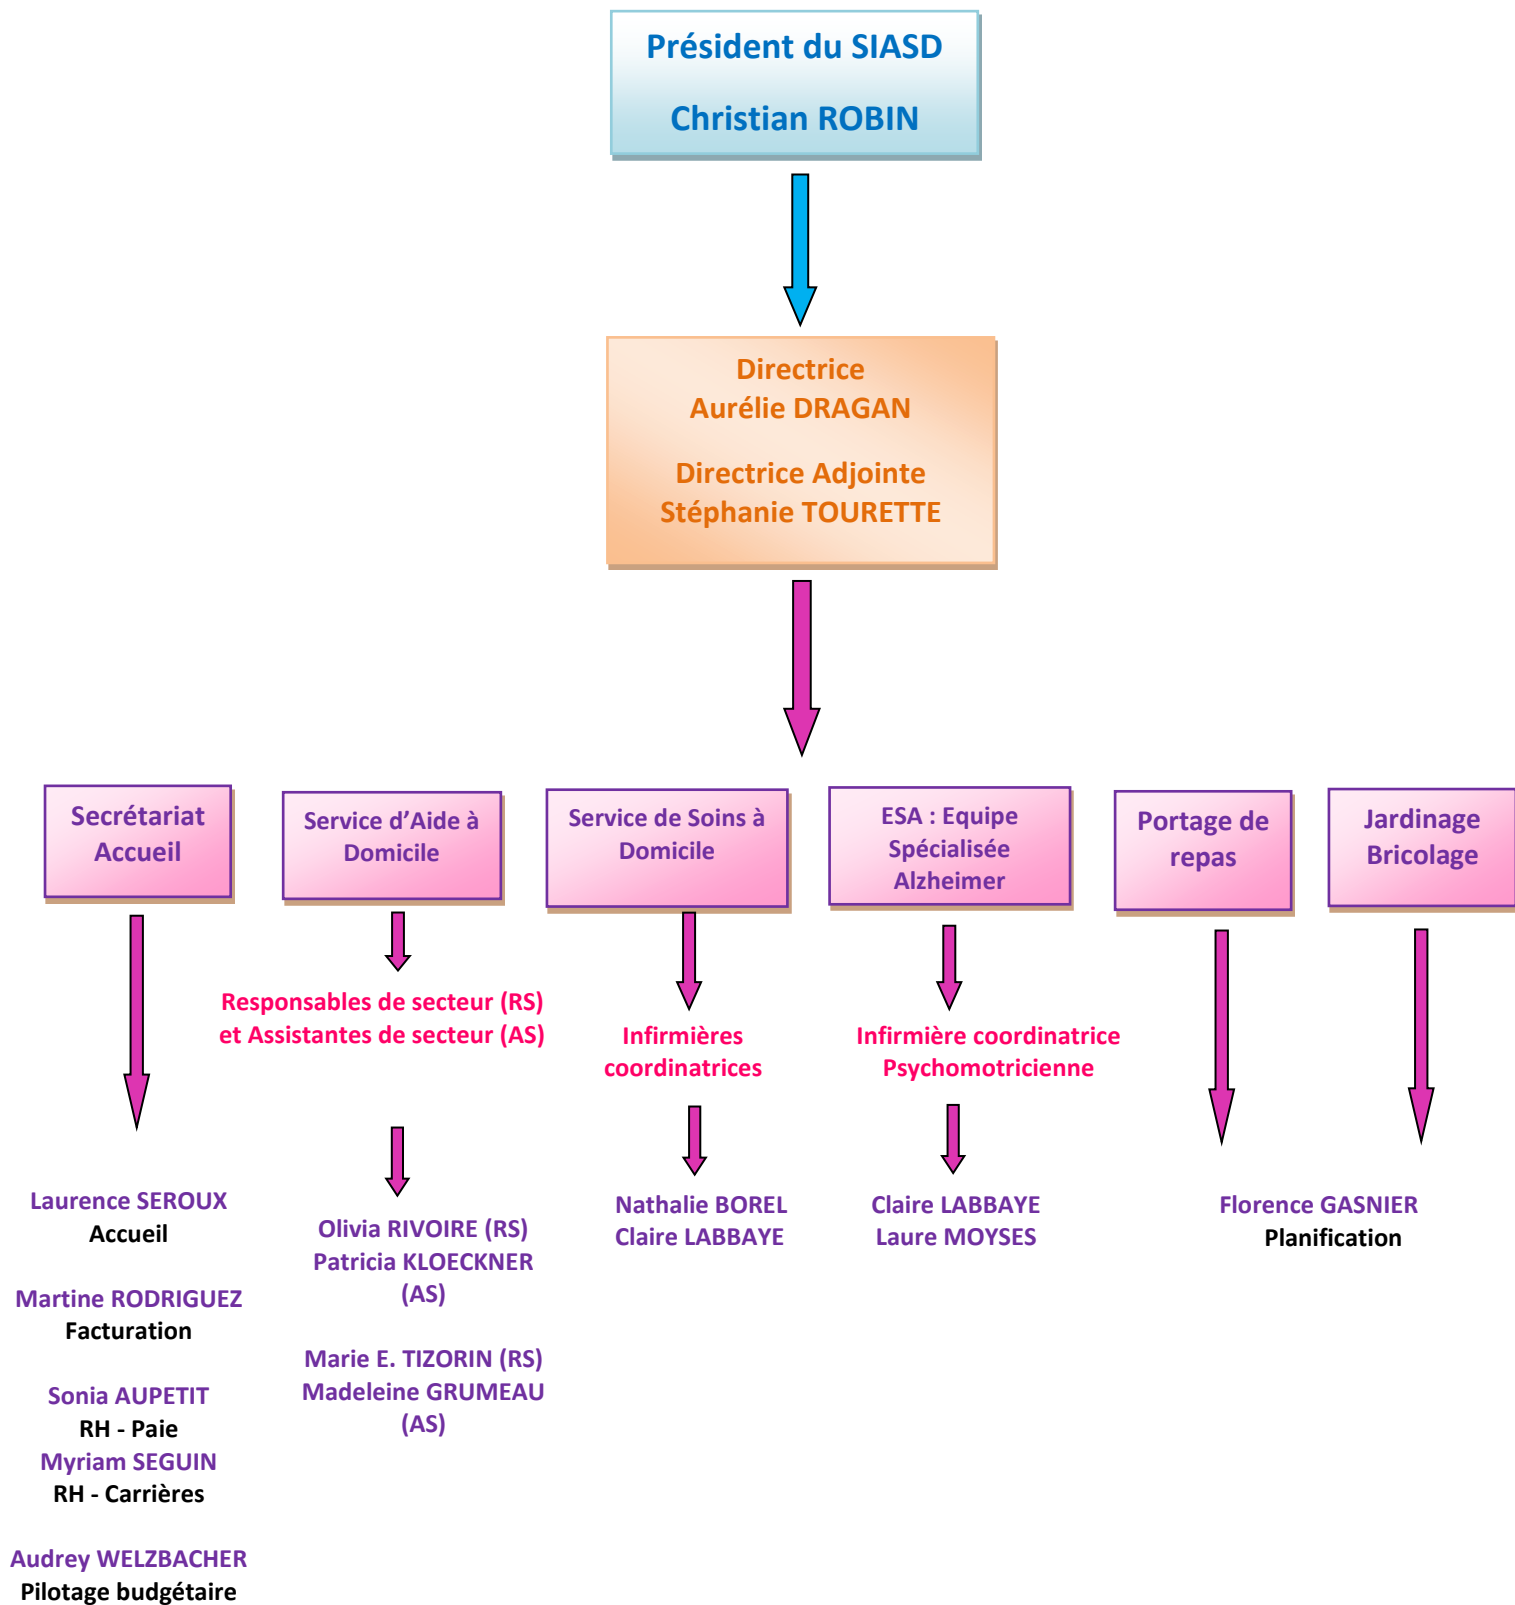 Président du SIASD
Christian ROBIN
Directrice
Aurélie DRAGAN
Directrice Adjointe
Stéphanie TOURETTE
Secrétariat
Accueil
Service d’Aide à
Domicile
Service de Soins à
Domicile
ESA : Equipe
Spécialisée
Alzheimer
Portage de
repas
Jardinage
Bricolage
Responsables de secteur (RS)
et Assistantes de secteur (AS)
Infirmières
coordinatrices
Infirmière coordinatrice
Psychomotricienne
Laurence SEROUX
Accueil
Martine RODRIGUEZ
Facturation
Sonia AUPETIT
RH - Paie
Myriam SEGUIN
RH - Carrières
Audrey WELZBACHER
Pilotage budgétaire
Olivia RIVOIRE (RS)
Patricia KLOECKNER
(AS)
Marie E. TIZORIN (RS)
Madeleine GRUMEAU
(AS)
Nathalie BOREL
Claire LABBAYE
Claire LABBAYE
Laure MOYSES
Florence GASNIER
Planification